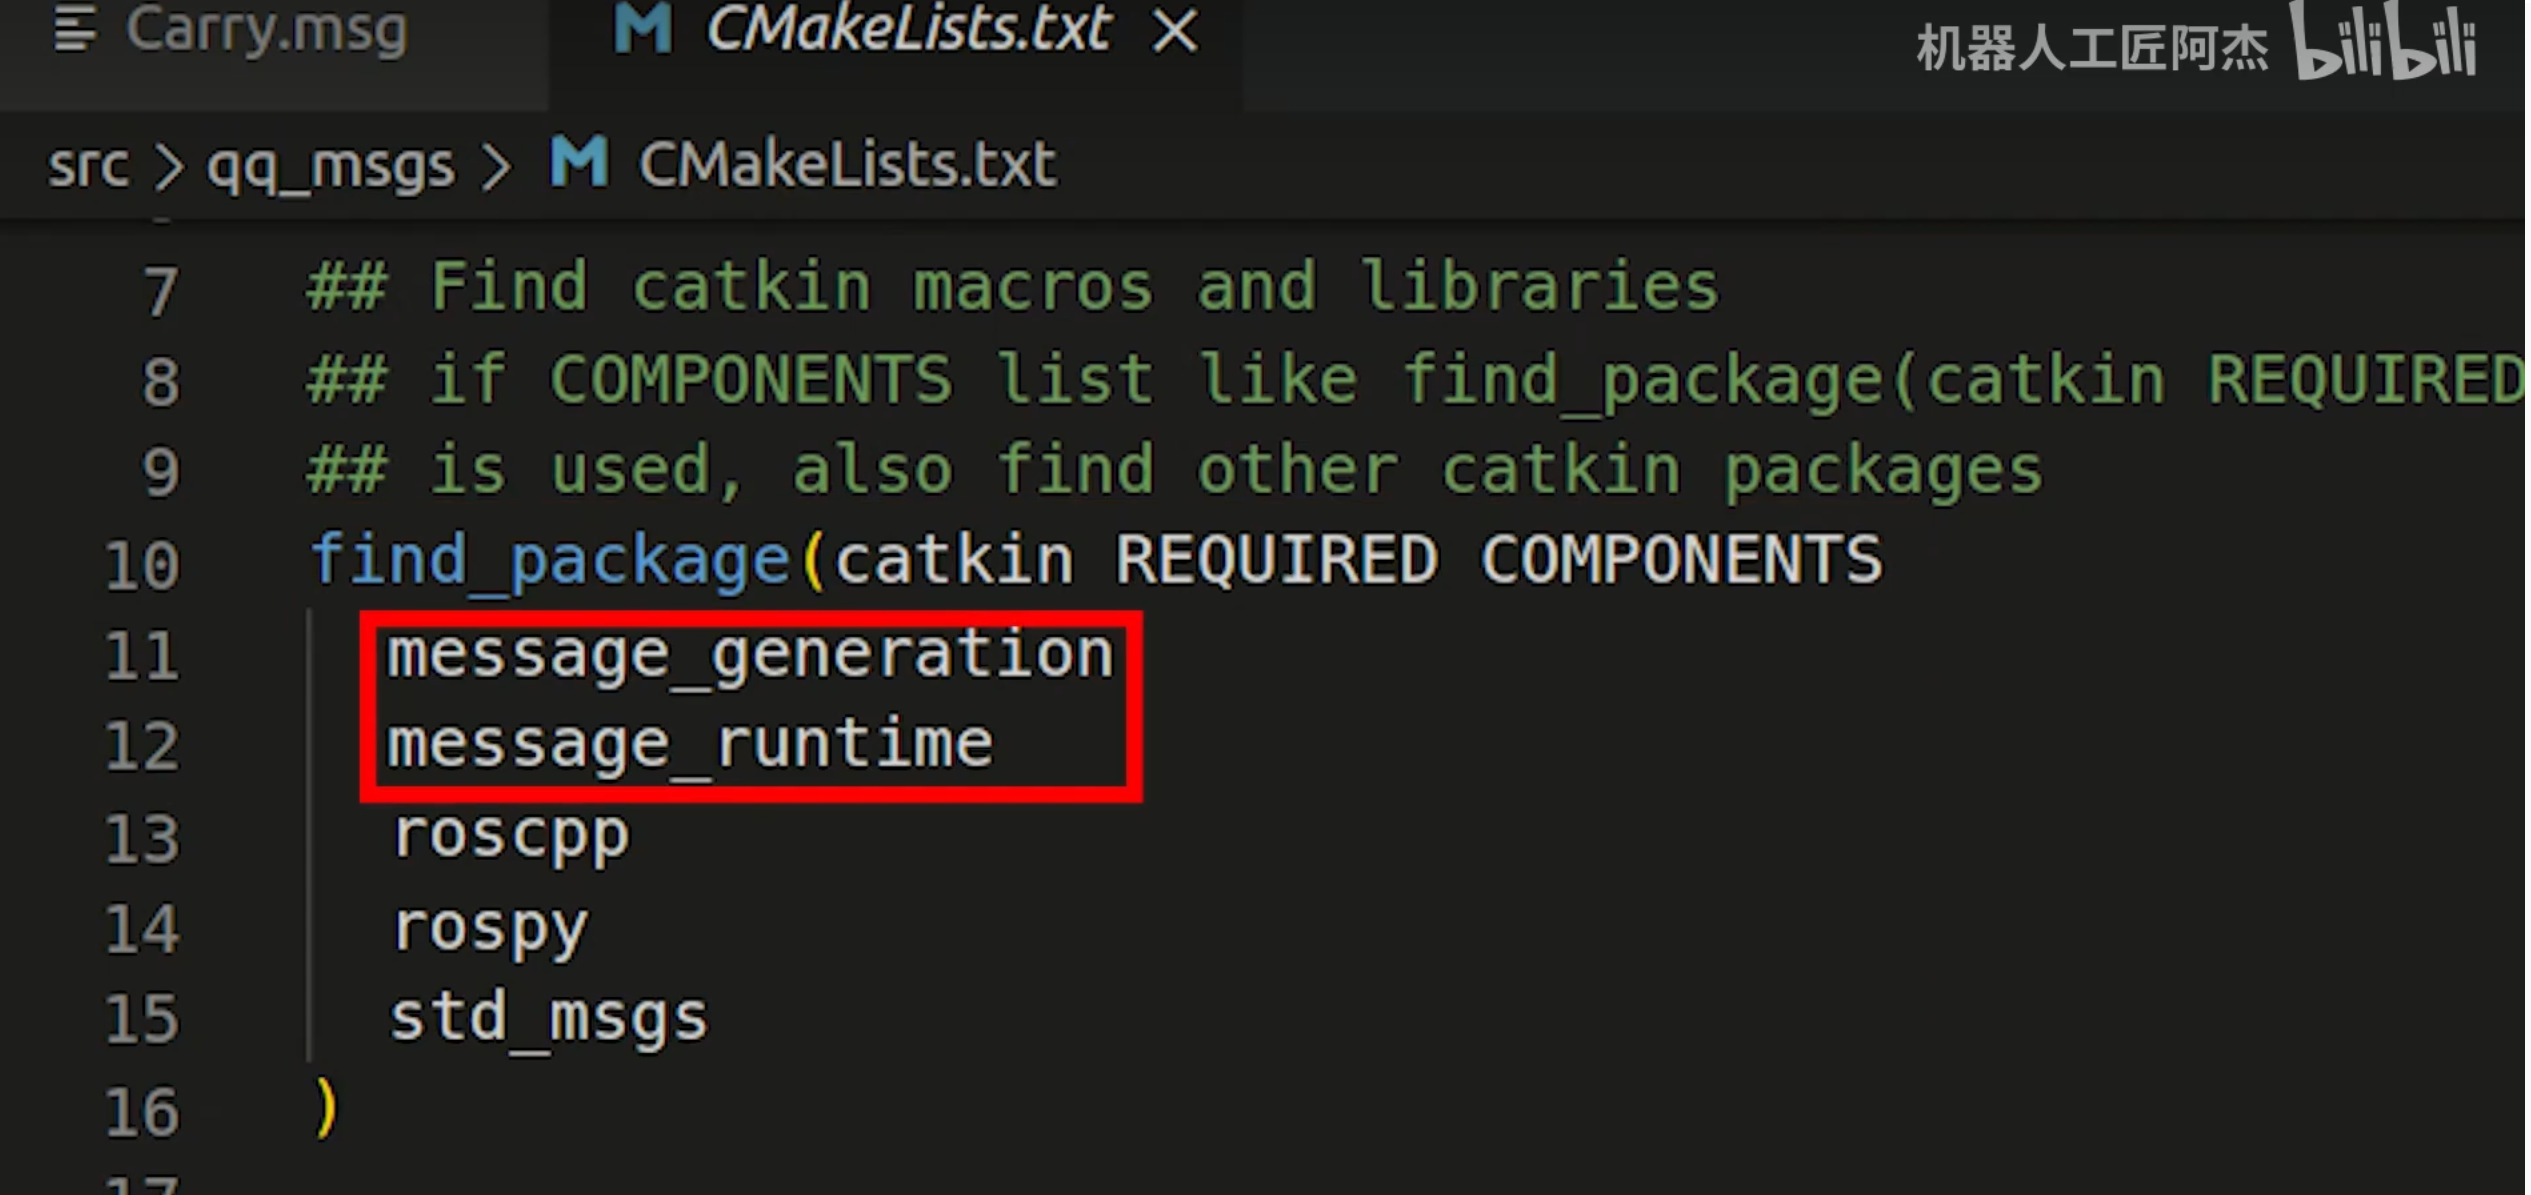 Carry.msg
CMakeLists.txt
机器人工匠阿杰 bilibili
src > qq_msgs > CMakeLists.txt
7 ## Find catkin macros and libraries
8 ## if COMPONENTS list like find_package(catkin REQUIRED
9 ## is used, also find other catkin packages
10 find_package(catkin REQUIRED COMPONENTS
11 message_generation
12 message_runtime
13 roscpp
14 rospy
15 std_msgs
16 )
17